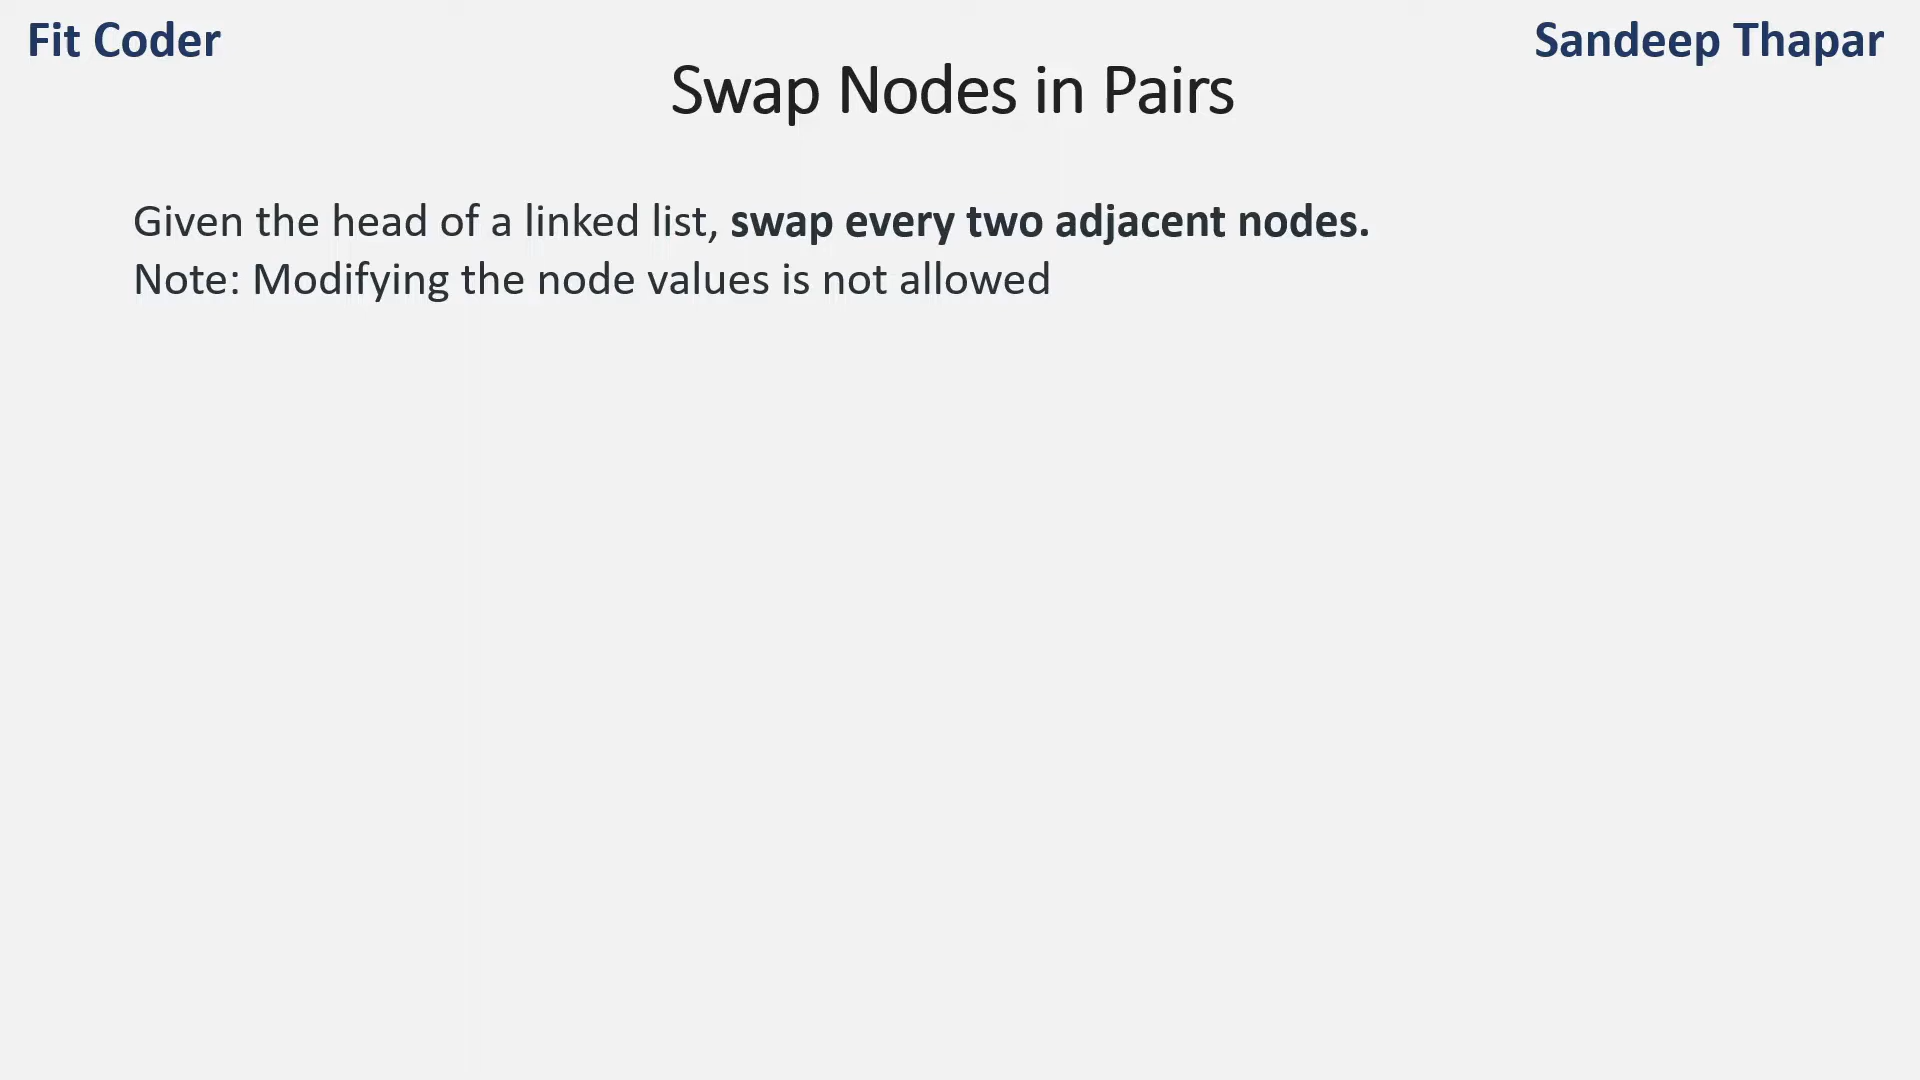 Fit Coder
Sandeep Thapar
Swap Nodes in Pairs
Given the head of a linked list, swap every two adjacent nodes.
Note: Modifying the node values is not allowed